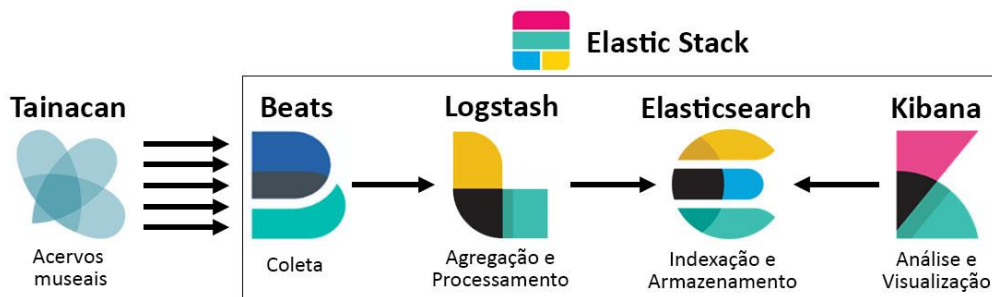 Elastic Stack
Tainacan
Beats
Logstash
Elasticsearch
Kibana
Acervos
museais
Coleta
Agregação e
Processamento
Indexação e
Armazenamento
Análise e
Visualização